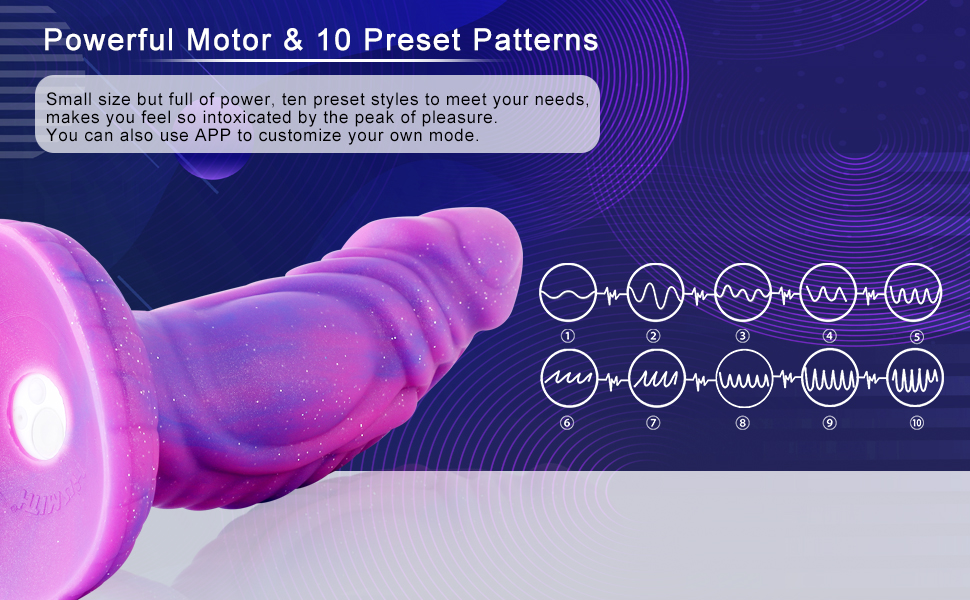 Powerful Motor & 10 Preset Patterns
Small size but full of power, ten preset styles to meet your needs,
makes you feel so intoxicated by the peak of pleasure.
You can also use APP to customize your own mode.
① ② ③ ④ ⑤
⑥ ⑦ ⑧ ⑨ ⑩